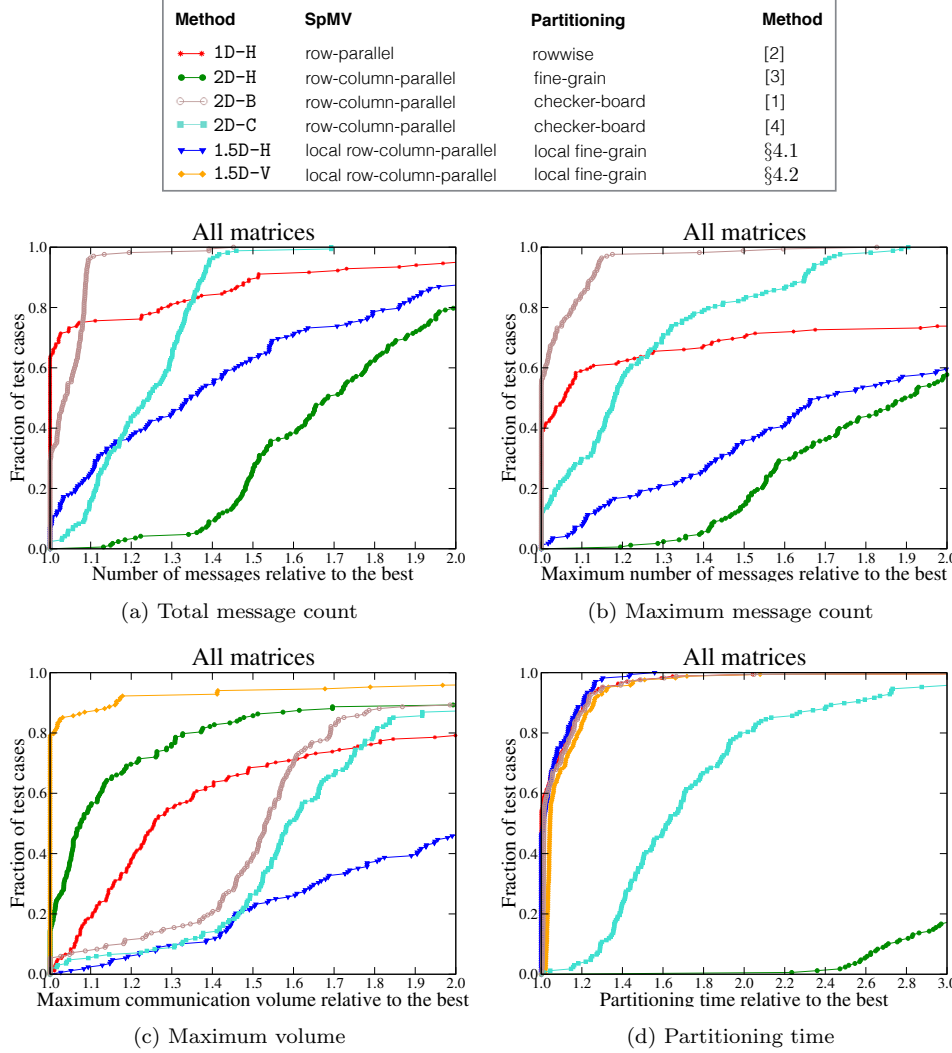 Method SpMV Partitioning Method
1D-H row-parallel rowwise [2]
2D-H row-column-parallel fine-grain [3]
2D-B row-column-parallel checker-board [1]
2D-C row-column-parallel checker-board [4]
1.5D-H local row-column-parallel local fine-grain §4.1
1.5D-V local row-column-parallel local fine-grain §4.2
All matrices
Fraction of test cases
1.0
0.8
0.6
0.4
0.2
0.0
1.0 1.1 1.2 1.3 1.4 1.5 1.6 1.7 1.8 1.9 2.0
Number of messages relative to the best
(a) Total message count
All matrices
Fraction of test cases
1.0
0.8
0.6
0.4
0.2
0.0
1.0 1.1 1.2 1.3 1.4 1.5 1.6 1.7 1.8 1.9 2.0
Maximum number of messages relative to the best
(b) Maximum message count
All matrices
Fraction of test cases
1.0
0.8
0.6
0.4
0.2
0.0
1.0 1.1 1.2 1.3 1.4 1.5 1.6 1.7 1.8 1.9 2.0
Maximum communication volume relative to the best
(c) Maximum volume
All matrices
Fraction of test cases
1.0
0.8
0.6
0.4
0.2
0.0
1.0 1.2 1.4 1.6 1.8 2.0 2.2 2.4 2.6 2.8 3.0
Partitioning time relative to the best
(d) Partitioning time